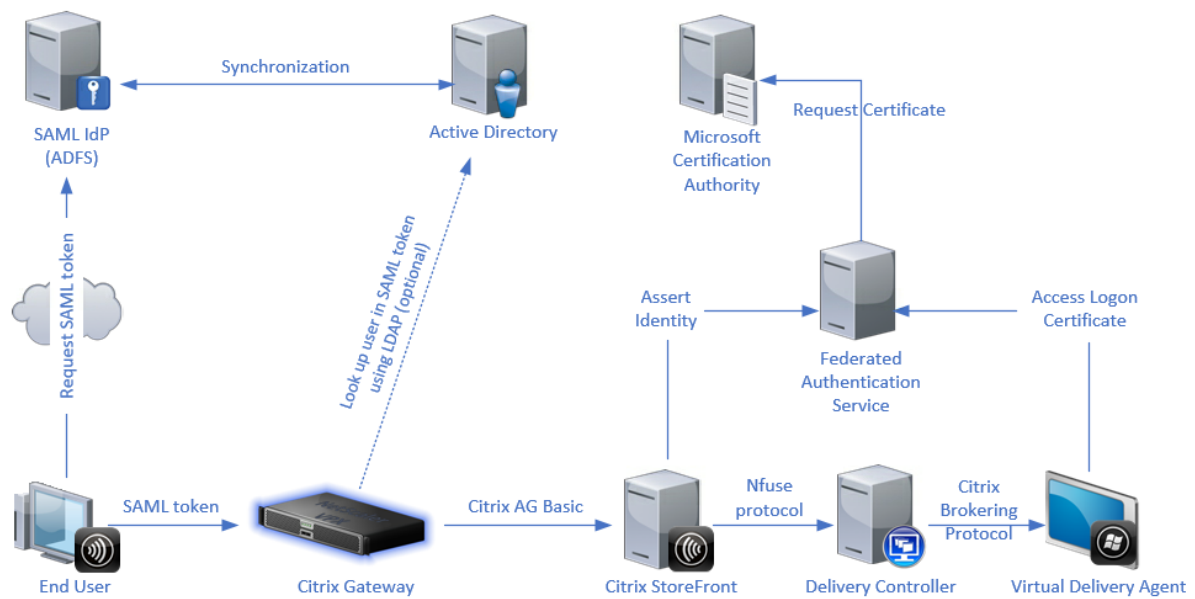 Synchronization
SAML IdP
(ADFS)
Active Directory
Microsoft
Certification
Authority
Request Certificate
Request SAML token
Look up user in SAML token
using LDAP (optional)
Assert
Identity
Access Logon
Certificate
Federated
Authentication
Service
SAML token
Citrix AG Basic
Nfuse
protocol
Citrix
Brokering
Protocol
End User
Citrix Gateway
Citrix StoreFront
Delivery Controller
Virtual Delivery Agent